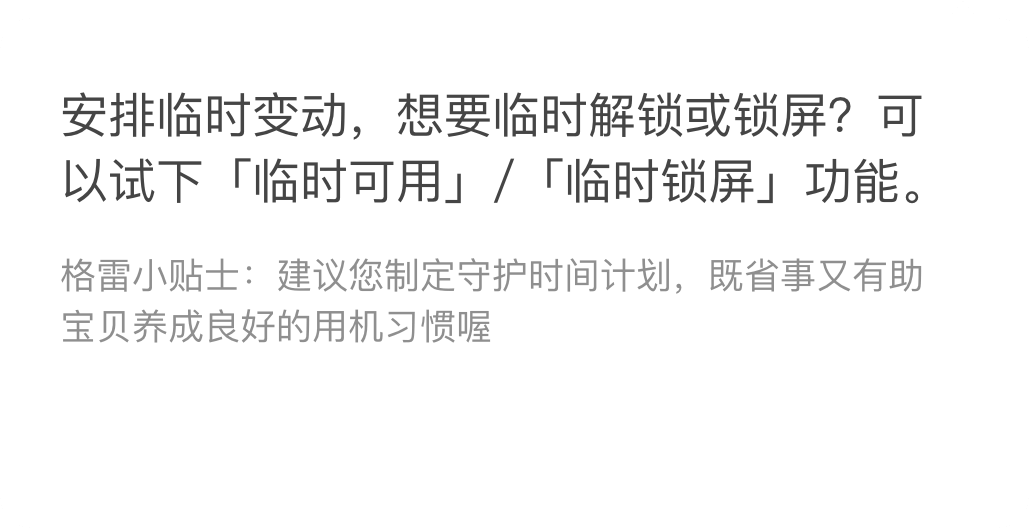 安排临时变动，想要临时解锁或锁屏？可
以试下「临时可用」/「临时锁屏」功能。
格雷小贴士：建议您制定守护时间计划，既省事又有助
宝贝养成良好的用机习惯喔